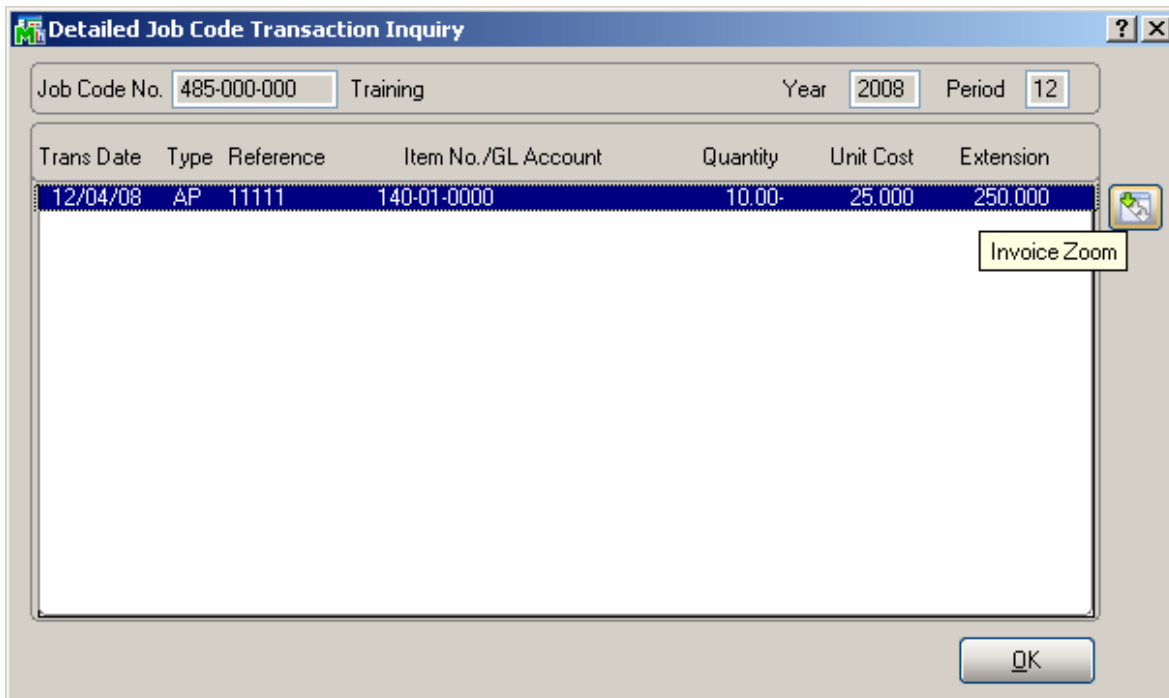 Detailed Job Code Transaction Inquiry ? X
Job Code No. 485-000-000 Training Year 2008 Period 12
Trans Date Type Reference Item No./GL Account Quantity Unit Cost Extension
12/04/08 AP 11111 140-01-0000 10.00- 25.000 250.000
Invoice Zoom
OK